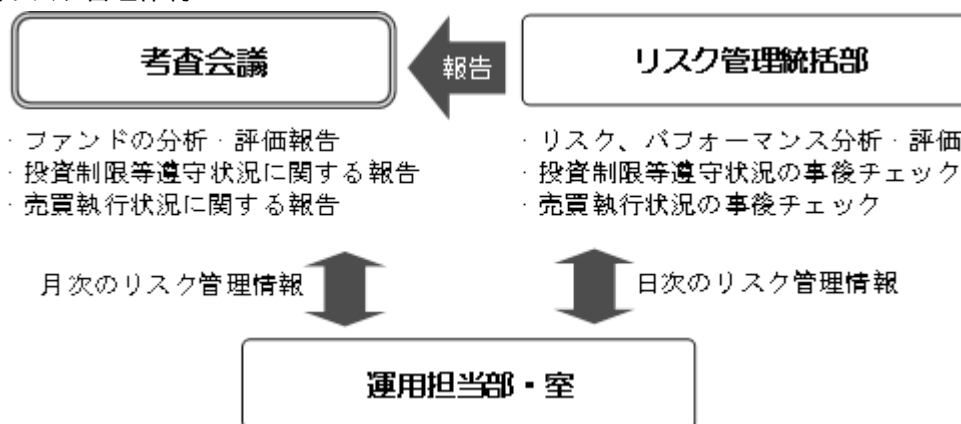 考査会議
報告
リスク管理統括部
· ファンドの分析・評価報告
· 投資制限等遵守状況に関する報告
· 売買執行状況に関する報告
· リスク、パフォーマンス分析・評価
· 投資制限等遵守状況の事後チェック
· 売買執行状況の事後チェック
月次のリスク管理情報
日次のリスク管理情報
運用担当部・室